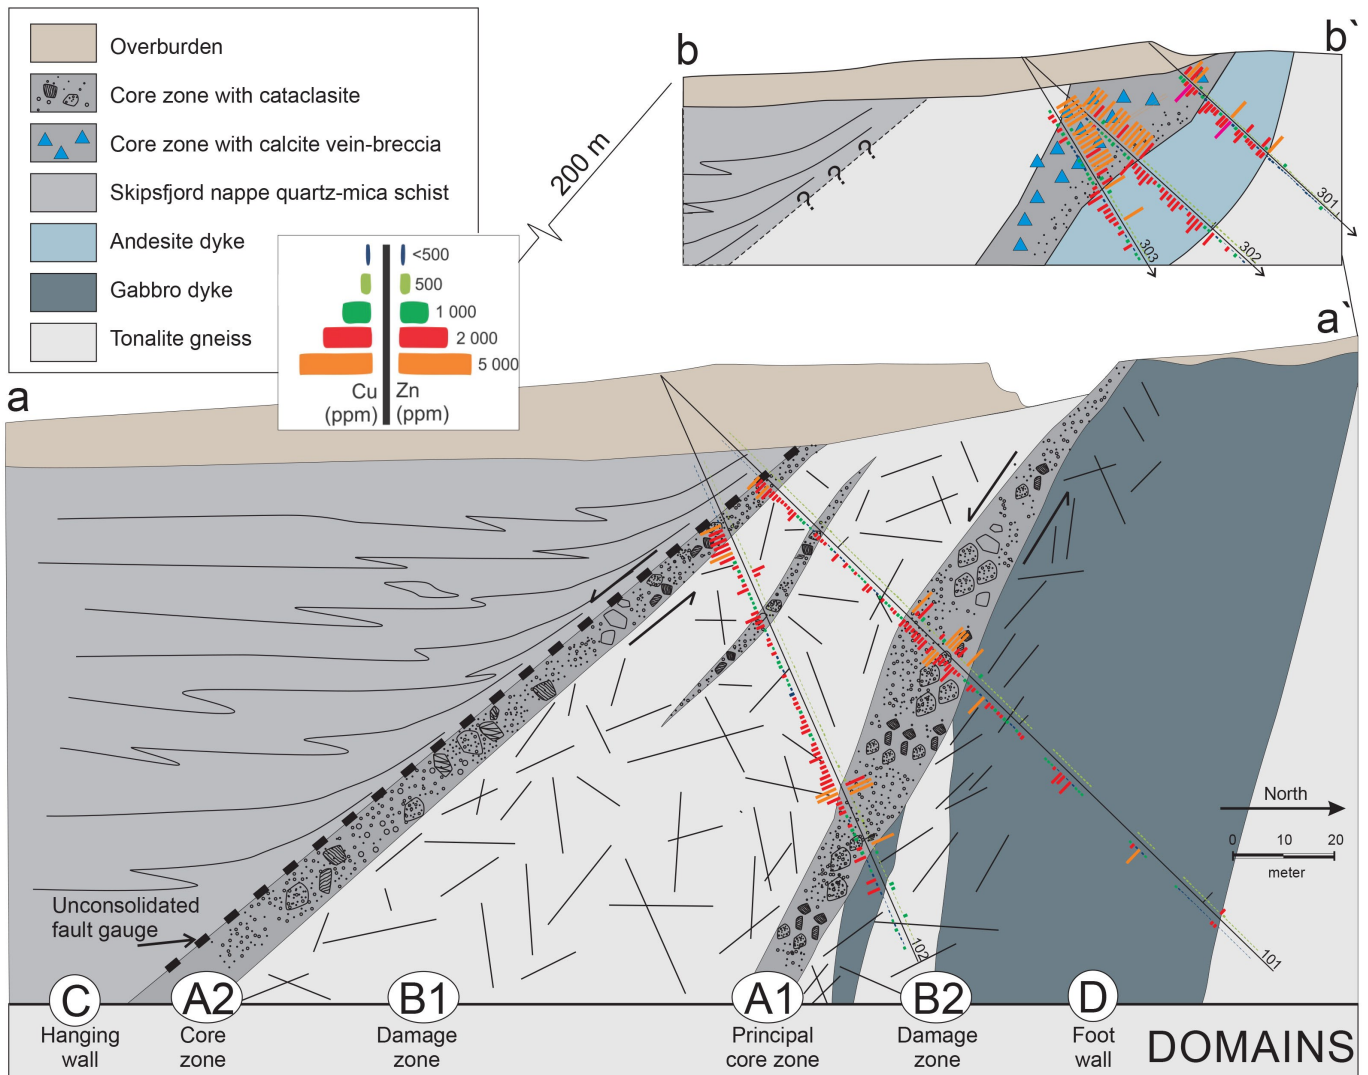 Overburden
Core zone with cataclasite
Core zone with calcite vein-breccia
Skipsfjord nappe quartz-mica schist
Andesite dyke
Gabbro dyke
Tonalite gneiss
<500
500
1 000
2 000
5 000
Cu
(ppm)
Zn
(ppm)
200 m
b
b`
?
?
?
301
302
303
a
a`
North
0 10 20
meter
Unconsolidated
fault gauge
102
101
C
Hanging
wall
A2
Core
zone
B1
Damage
zone
A1
Principal
core zone
B2
Damage
zone
D
Foot
wall
DOMAINS